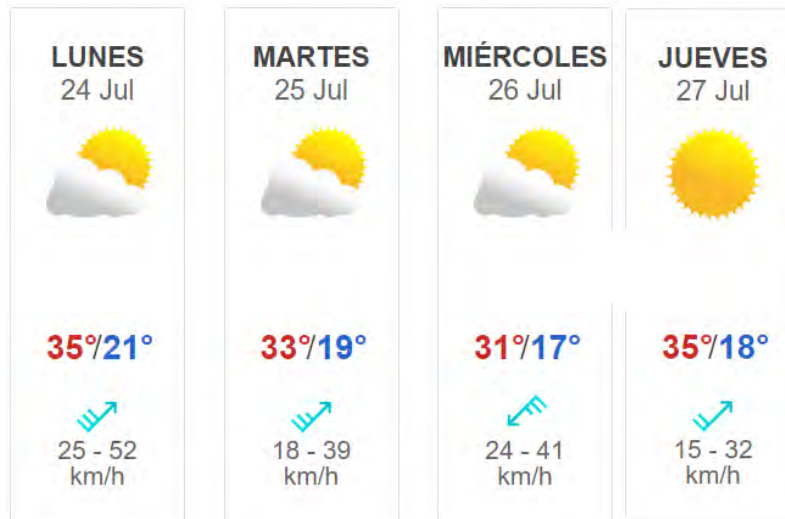 LUNES
24 Jul
35°/21°
25 - 52
km/h
MARTES
25 Jul
33°/19°
18 - 39
km/h
MIÉRCOLES
26 Jul
31°/17°
24 - 41
km/h
JUEVES
27 Jul
35°/18°
15 - 32
km/h